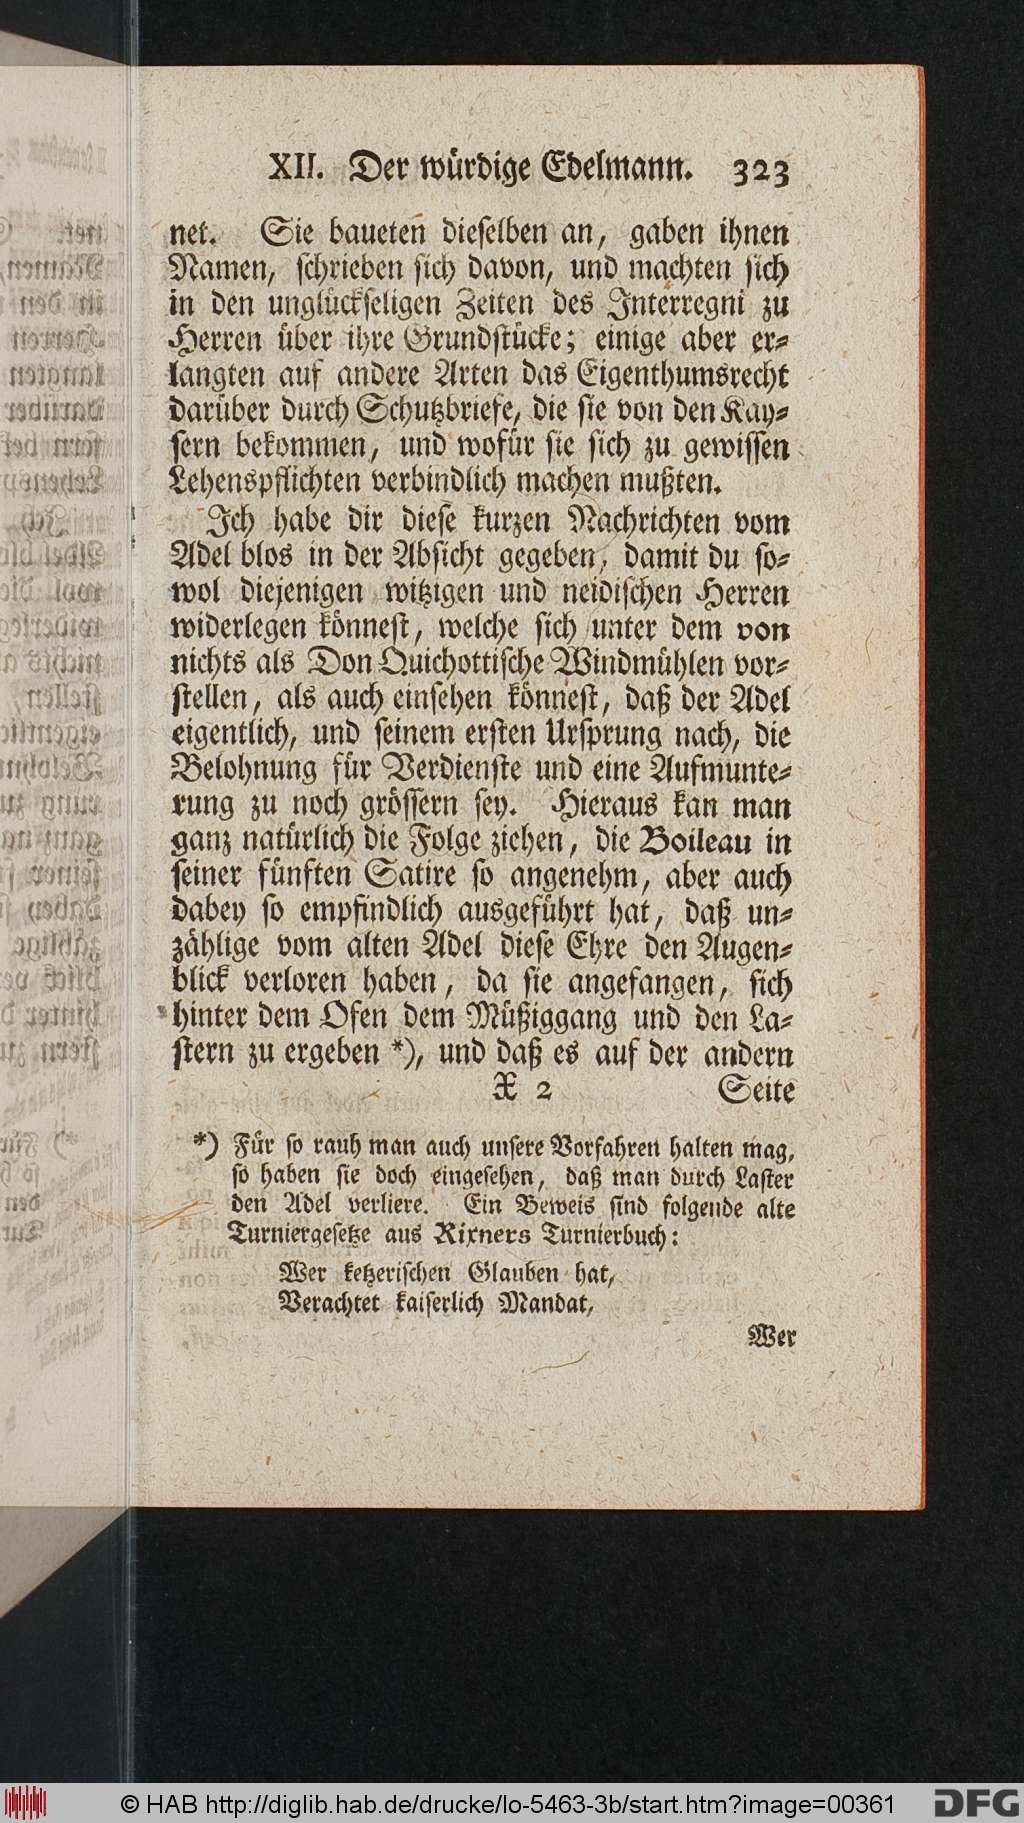 XII. Der würdige Edelmann. 323
net. Sie baueten dieselben an, gaben ihnen
Namen, schrieben sich davon, und machten sich
in den unglückseligen Zeiten des Interregni zu
Herren über ihre Grundstücke; einige aber er-
langten auf andere Arten das Eigenthumsrecht
darüber durch Schutzbriefe, die sie von den Kay-
sern bekommen, und wofür sie sich zu gewissen
Lehenspflichten verbindlich machen mußten.
Ich habe dir diese kurzen Nachrichten vom
Adel blos in der Absicht gegeben, damit du so-
wol diejenigen witzigen und neidischen Herren
widerlegen könnest, welche sich unter dem von
nichts als Don Quichottische Windmühlen vor-
stellen, als auch einsehen könnest, daß der Adel
eigentlich, und seinem ersten Ursprung nach, die
Belohnung für Verdienste und eine Aufmunte-
rung zu noch grössern sey. Hieraus kan man
ganz natürlich die Folge ziehen, die Boileau in
seiner fünften Satire so angenehm, aber auch
dabey so empfindlich ausgeführt hat, daß un-
zählige vom alten Adel diese Ehre den Augen-
blick verloren haben, da sie angefangen, sich
hinter dem Ofen dem Müßiggang und den La-
stern zu ergeben *), und daß es auf der andern
X 2 Seite
*) Für so rauh man auch unsere Vorfahren halten mag,
so haben sie doch eingesehen, daß man durch Laster
den Adel verliere. Ein Beweis sind folgende alte
Turniergesetze aus Rixners Turnierbuch:
Wer ketzerischen Glauben hat,
Verachtet kaiserlich Mandat,
Wer
© HAB http://diglib.hab.de/drucke/lo-5463-3b/start.htm?image=00361
DFG